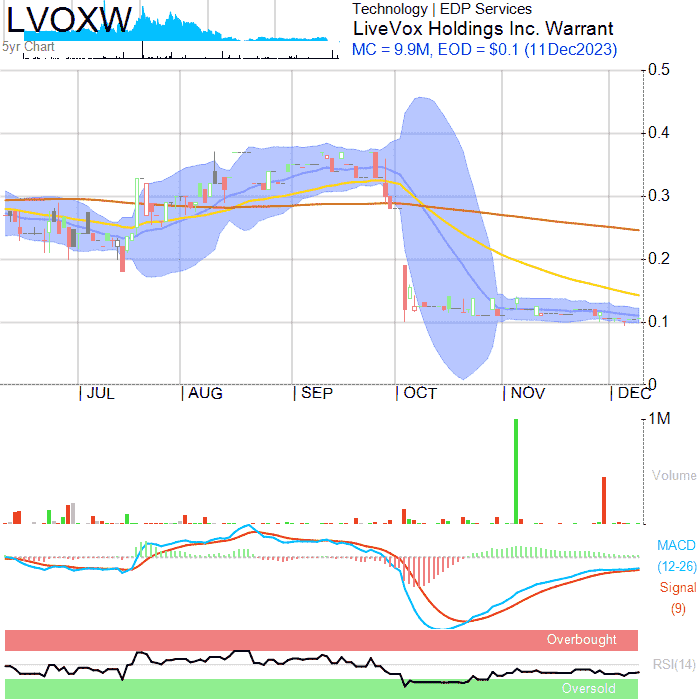 LVOXW
5yr Chart
Technology | EDP Services
LiveVox Holdings Inc. Warrant
MC = 9.9M, EOD = $0.1 (11Dec2023)
0.5
0.4
0.3
0.2
0.1
0
JUL
AUG
SEP
OCT
NOV
DEC
1M
Volume
MACD
(12-26)
Signal
(9)
Overbought
RSI(14)
Oversold